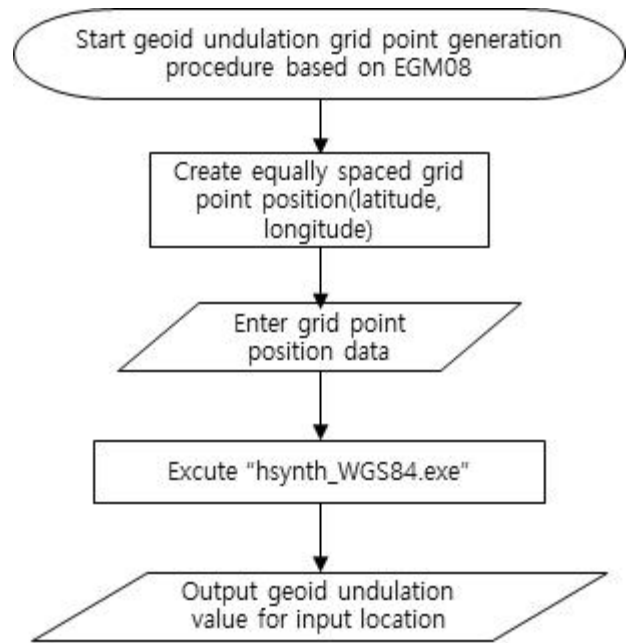 Start geoid undulation grid point generation
procedure based on EGM08
Create equally spaced grid
point position(latitude,
longitude)
Enter grid point
position data
Excute "hsynth_WGS84.exe"
Output geoid undulation
value for input location